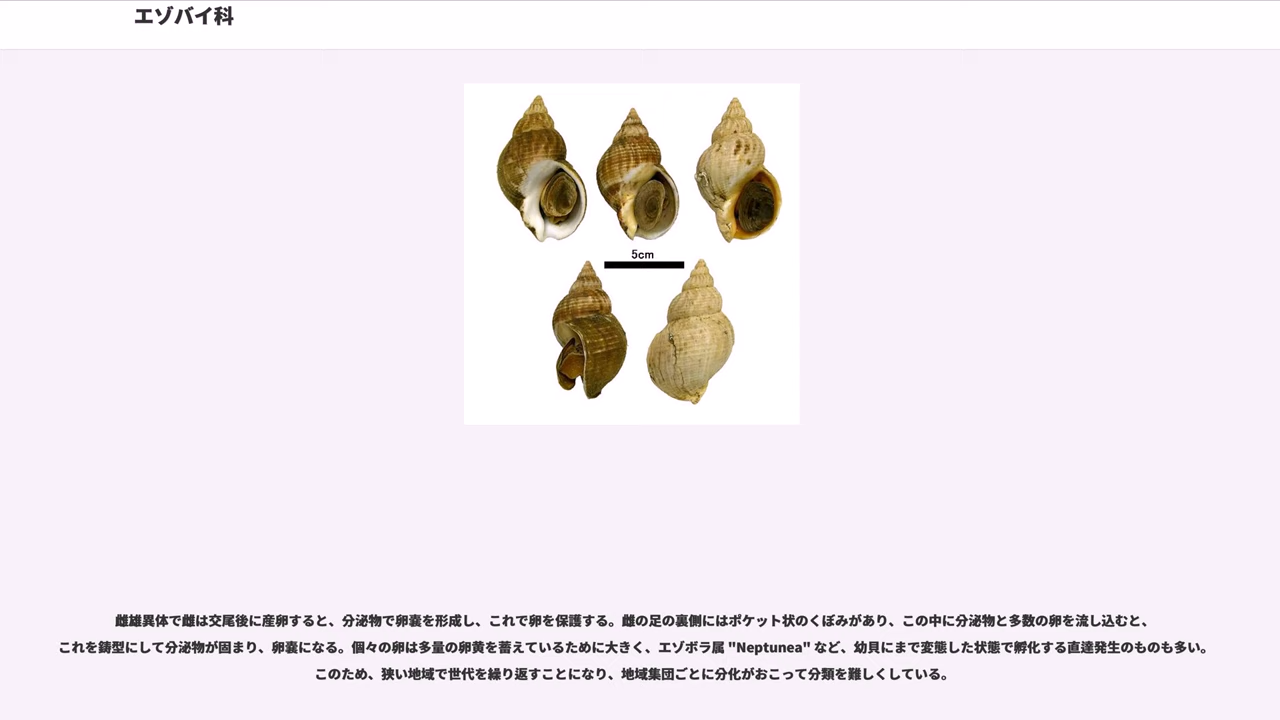 エゾバイ科
5cm
雌雄異体で雌は交尾後に産卵すると、分泌物で卵嚢を形成し、これで卵を保護する。雌の足の裏側にはポケット状のくぼみがあり、この中に分泌物と多数の卵を流し込むと、
これを鋳型にして分泌物が固まり、卵嚢になる。個々の卵は多量の卵黄を蓄えているために大きく、エゾボラ属 "Neptunea" など、幼貝にまで変態した状態で孵化する直達発生のものも多い。
このため、狭い地域で世代を繰り返すことになり、地域集団ごとに分化がおこって分類を難しくしている。